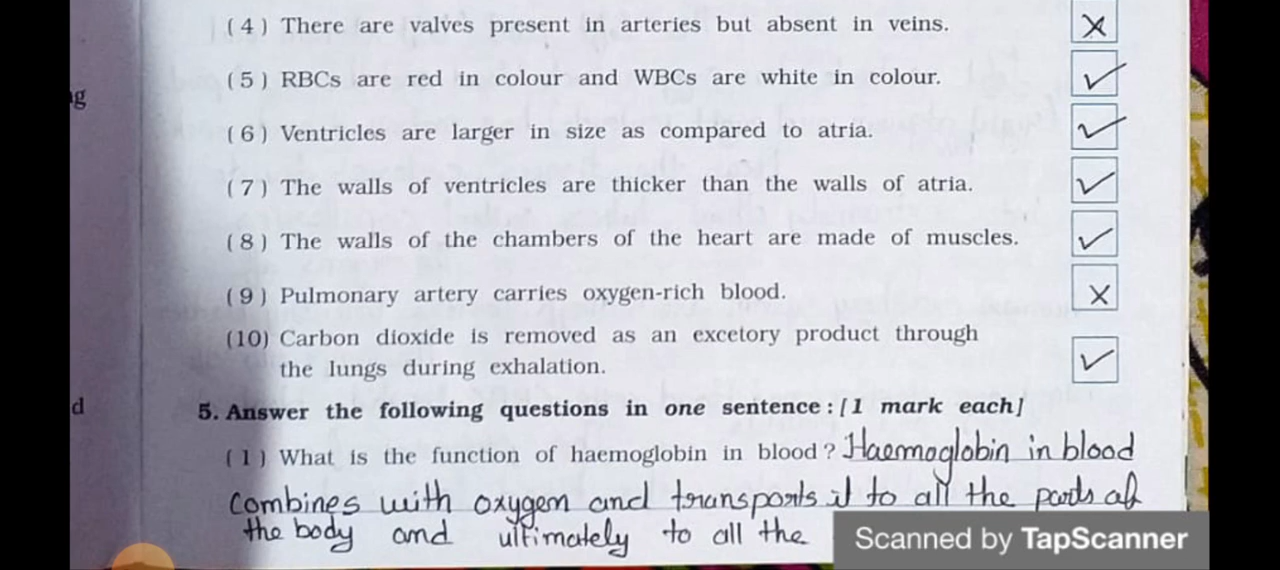 (4) There are valves present in arteries but absent in veins. ×
(5) RBCs are red in colour and WBCs are white in colour. ✓
(6) Ventricles are larger in size as compared to atria. ✓
(7) The walls of ventricles are thicker than the walls of atria. ✓
(8) The walls of the chambers of the heart are made of muscles. ✓
(9) Pulmonary artery carries oxygen-rich blood. ×
(10) Carbon dioxide is removed as an excetory product through
the lungs during exhalation. ✓
5. Answer the following questions in one sentence : [1 mark each]
(1) What is the function of haemoglobin in blood ? Haemoglobin in blood
combines with oxygen and transports it to all the parts of
the body and ultimately to all the
Scanned by TapScanner
g
d